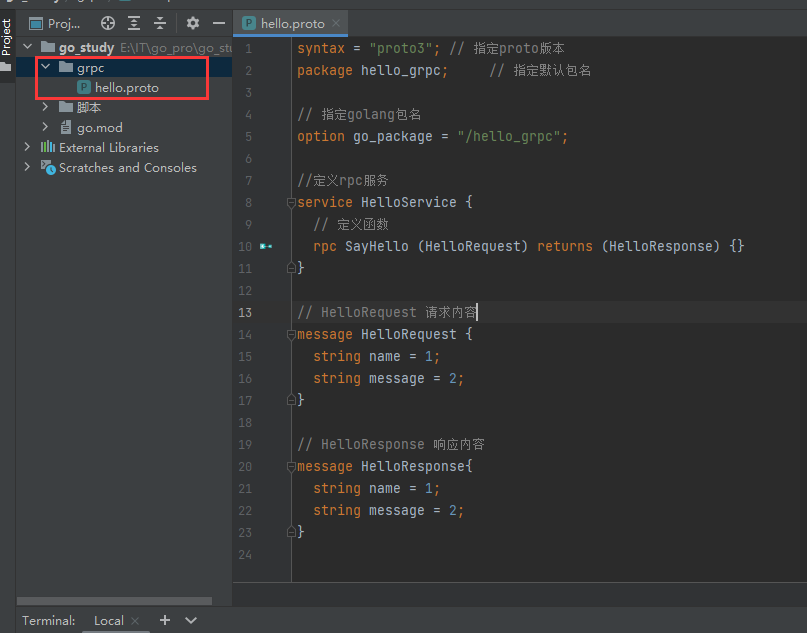 Project
Proj...
hello.proto
go_study E:\IT\go_pro\go_stu
grpc
hello.proto
脚本
go.mod
External Libraries
Scratches and Consoles
1 syntax = "proto3"; // 指定proto版本
2 package hello_grpc; // 指定默认包名
3
4 // 指定golang包名
5 option go_package = "/hello_grpc";
6
7 //定义rpc服务
8 service HelloService {
9 // 定义函数
10 rpc SayHello (HelloRequest) returns (HelloResponse) {}
11 }
12
13 // HelloRequest 请求内容
14 message HelloRequest {
15 string name = 1;
16 string message = 2;
17 }
18
19 // HelloResponse 响应内容
20 message HelloResponse{
21 string name = 1;
22 string message = 2;
23 }
24
Terminal: Local